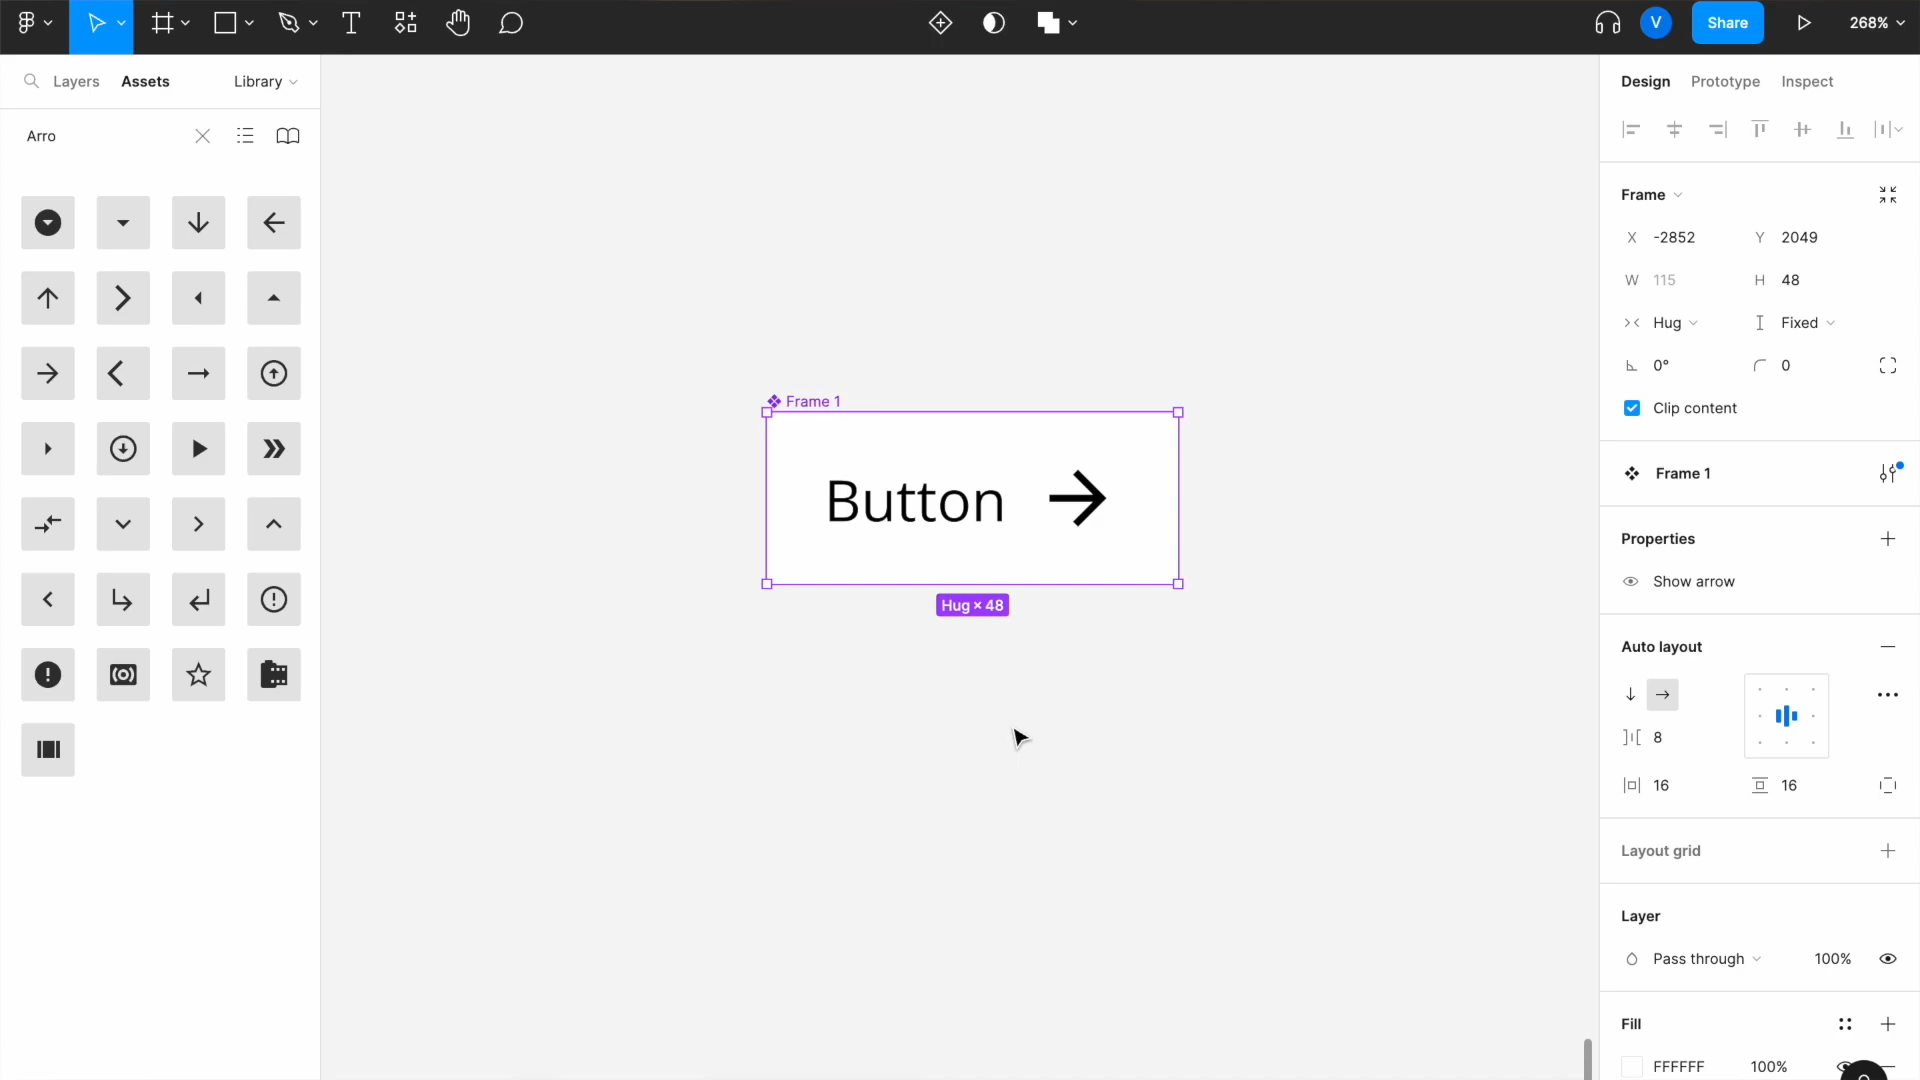 V
Share
268%
Layers
Assets
Library
Design
Prototype
Inspect
Arro
Frame
X -2852
Y 2049
W 115
H 48
Hug
Fixed
0°
0
Clip content
Frame 1
Button
Hug × 48
Frame 1
Properties
Show arrow
Auto layout
8
16
16
Layout grid
Layer
Pass through
100%
Fill
FFFFFF
100%